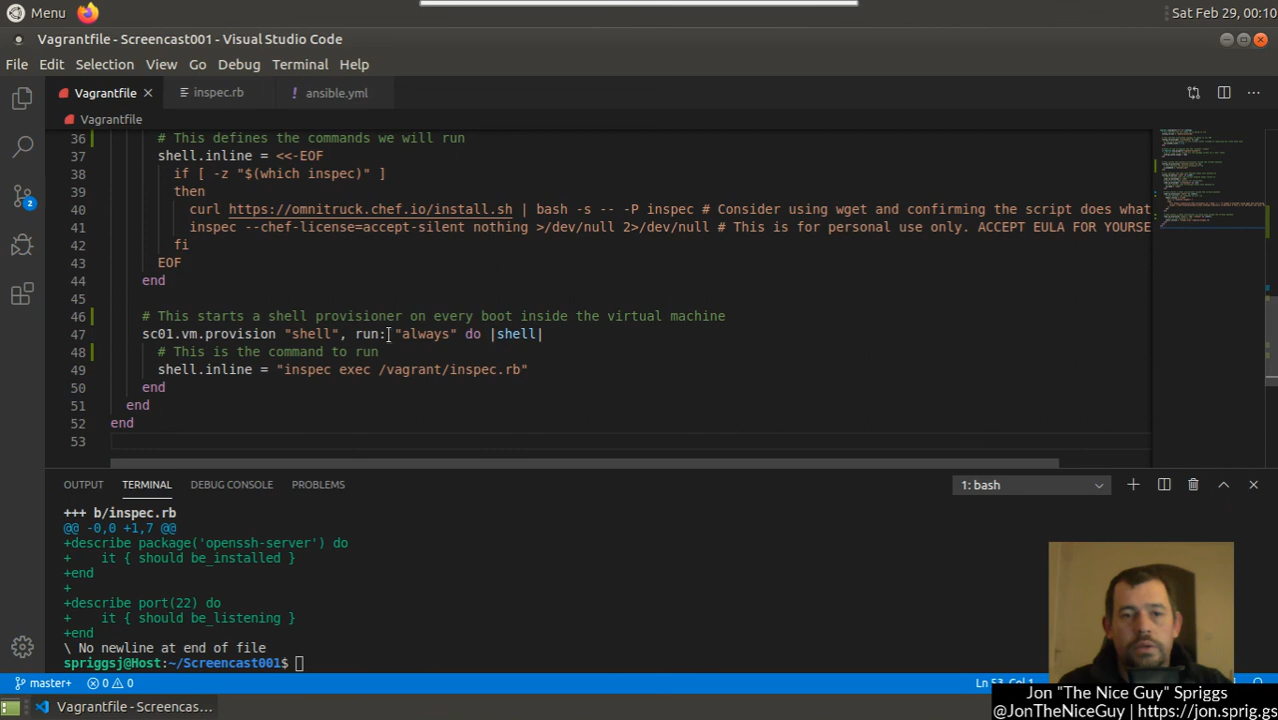 Menu
Sat Feb 29, 00:10
Vagrantfile - Screencast001 - Visual Studio Code
File Edit Selection View Go Debug Terminal Help
Vagrantfile inspec.rb ! ansible.yml
Vagrantfile
36 # This defines the commands we will run
37 shell.inline = <<-EOF
38 if [ -z "$(which inspec)" ]
39 then
40 curl https://omnitruck.chef.io/install.sh | bash -s -- -P inspec # Consider using wget and confirming the script does what
41 inspec --chef-license=accept-silent nothing >/dev/null 2>/dev/null # This is for personal use only. ACCEPT EULA FOR YOURSE
42 fi
43 EOF
44 end
45
46 # This starts a shell provisioner on every boot inside the virtual machine
47 sc01.vm.provision "shell", run: "always" do |shell|
48 # This is the command to run
49 shell.inline = "inspec exec /vagrant/inspec.rb"
50 end
51 end
52 end
53
OUTPUT TERMINAL DEBUG CONSOLE PROBLEMS 1: bash
+++ b/inspec.rb
@@ -0,0 +1,7 @@
+describe package('openssh-server') do
+ it { should be_installed }
+end
+
+describe port(22) do
+ it { should be_listening }
+end
\ No newline at end of file
spriggsj@Host:~/Screencast001$
2
master+ 0 0 Ln 53, Col 1
Vagrantfile - Screencas...
Jon "The Nice Guy" Spriggs
@JonTheNiceGuy | https://jon.sprig.gs